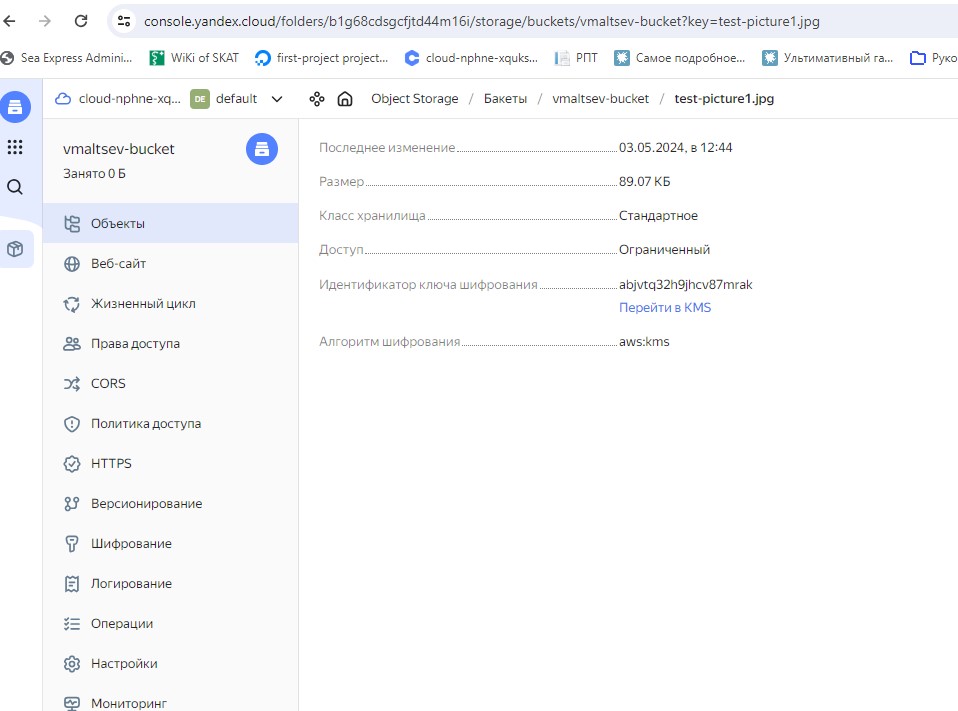 console.yandex.cloud/folders/b1g68cdsgcfjtd44m16i/storage/buckets/vmaltsev-bucket?key=test-picture1.jpg
Sea Express Admini... WiKi of SKAT first-project project... cloud-nphne-xquks... РПТ Самое подробное... Ультимативный га... Руко
cloud-nphne-xq... DE default Object Storage / Бакеты / vmaltsev-bucket / test-picture1.jpg
vmaltsev-bucket
Занято 0 Б
Объекты
Веб-сайт
Жизненный цикл
Права доступа
CORS
Политика доступа
HTTPS
Версионирование
Шифрование
Логирование
Операции
Настройки
Мониторинг
Последнее изменение 03.05.2024, в 12:44
Размер 89.07 КБ
Класс хранилища Стандартное
Доступ Ограниченный
Идентификатор ключа шифрования abjvtq32h9jhcv87mrak
Перейти в KMS
Алгоритм шифрования aws:kms